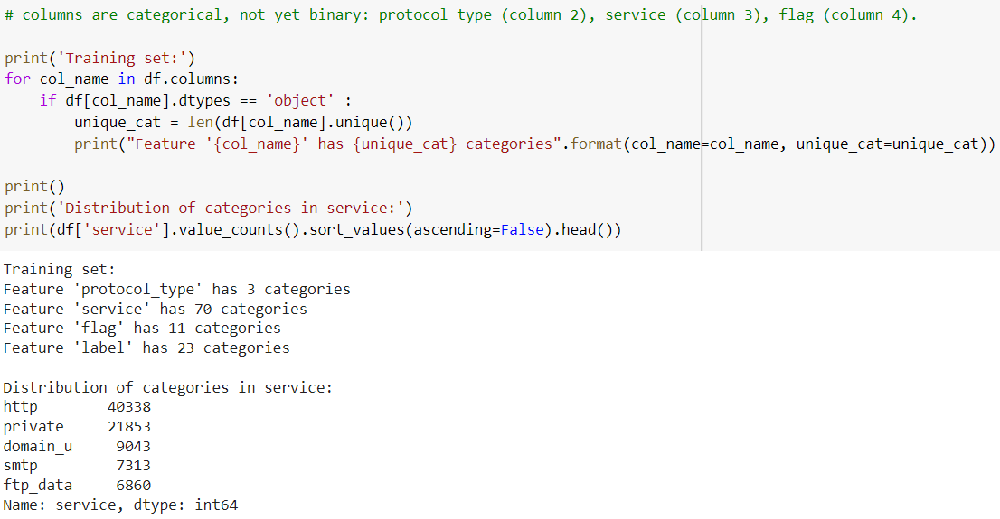 # columns are categorical, not yet binary: protocol_type (column 2), service (column 3), flag (column 4).
print('Training set:')
for col_name in df.columns:
    if df[col_name].dtypes == 'object' :
        unique_cat = len(df[col_name].unique())
        print("Feature '{col_name}' has {unique_cat} categories".format(col_name=col_name, unique_cat=unique_cat))
print()
print('Distribution of categories in service:')
print(df['service'].value_counts().sort_values(ascending=False).head())
Training set:
Feature 'protocol_type' has 3 categories
Feature 'service' has 70 categories
Feature 'flag' has 11 categories
Feature 'label' has 23 categories
Distribution of categories in service:
http        40338
private     21853
domain_u     9043
smtp         7313
ftp_data     6860
Name: service, dtype: int64